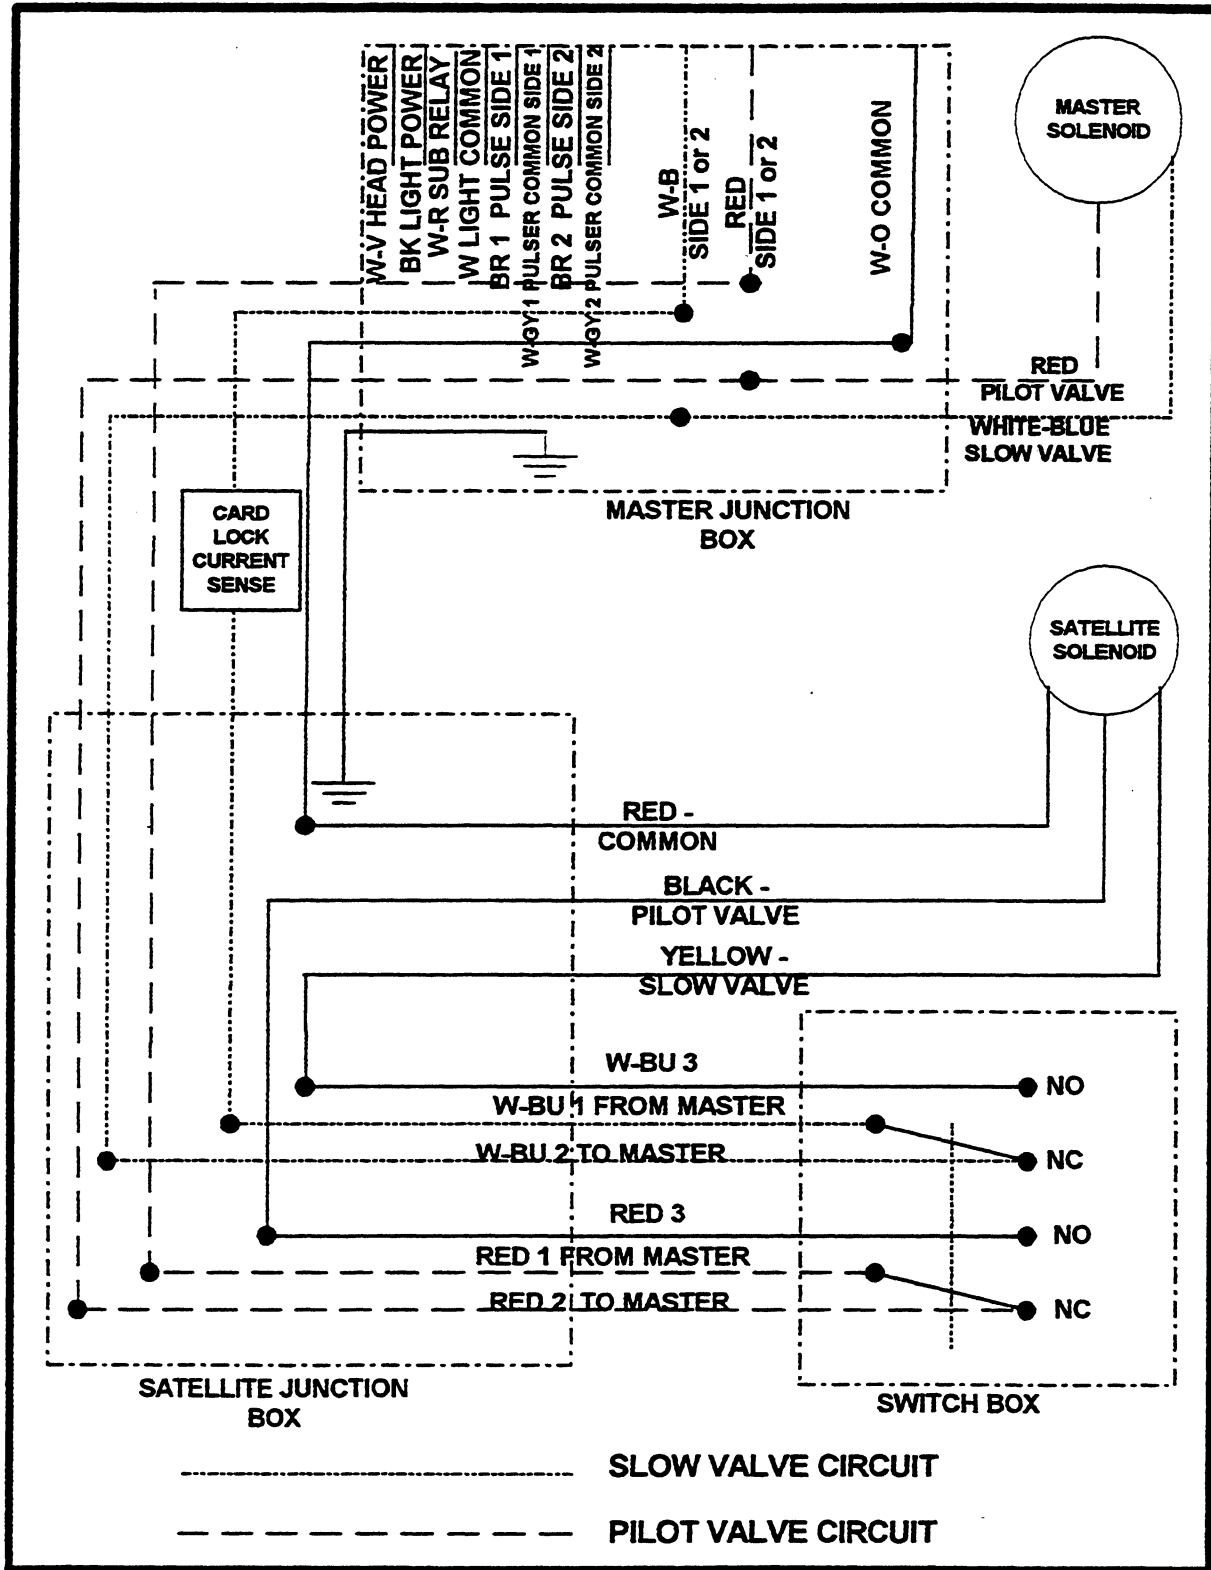 W-V HEAD POWER
BK LIGHT POWER
W-R SUB RELAY
W LIGHT COMMON
BR 1 PULSE SIDE 1
W-GY 1 PULSER COMMON SIDE 1
BR 2 PULSE SIDE 2
W-GY 2 PULSER COMMON SIDE 2
W-B
SIDE 1 or 2
RED
SIDE 1 or 2
W-O COMMON
MASTER
SOLENOID
RED
PILOT VALVE
WHITE-BLUE
SLOW VALVE
MASTER JUNCTION
BOX
CARD
LOCK
CURRENT
SENSE
SATELLITE
SOLENOID
RED -
COMMON
BLACK -
PILOT VALVE
YELLOW -
SLOW VALVE
W-BU 3
NO
W-BU 1 FROM MASTER
W-BU 2 TO MASTER
NC
RED 3
NO
RED 1 FROM MASTER
RED 2 TO MASTER
NC
SATELLITE JUNCTION
BOX
SWITCH BOX
SLOW VALVE CIRCUIT
PILOT VALVE CIRCUIT